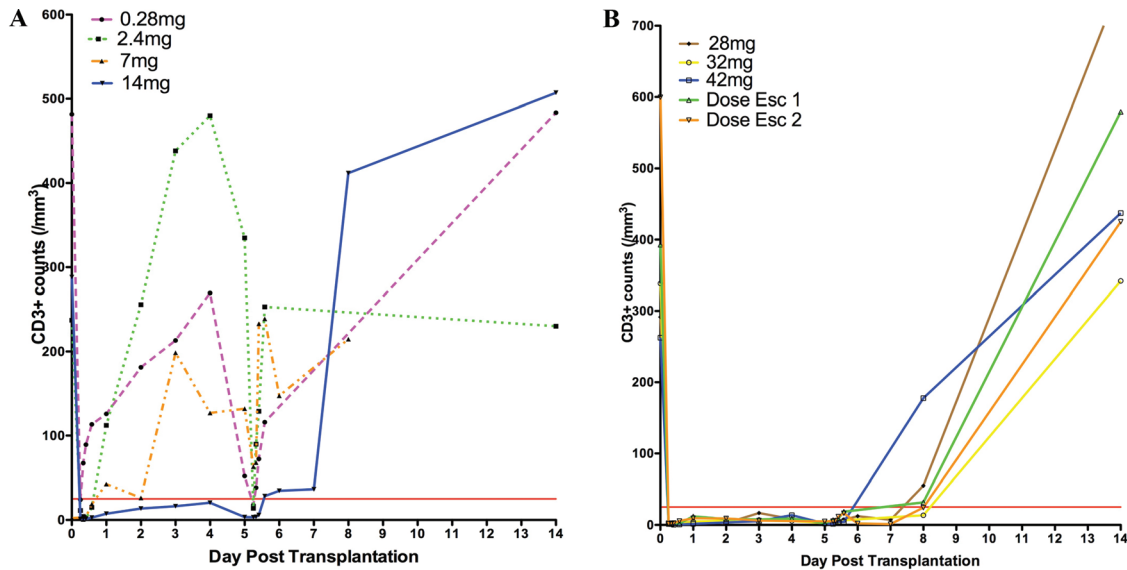 A
0.28mg
2.4mg
7mg
14mg
CD3+ counts (/mm³)
600
500
400
300
200
100
0
0 1 2 3 4 5 6 7 8 9 10 11 12 13 14
Day Post Transplantation
B
28mg
32mg
42mg
Dose Esc 1
Dose Esc 2
CD3+ counts (/mm³)
700
600
500
400
300
200
100
0
0 1 2 3 4 5 6 7 8 9 10 11 12 13 14
Day Post Transplantation